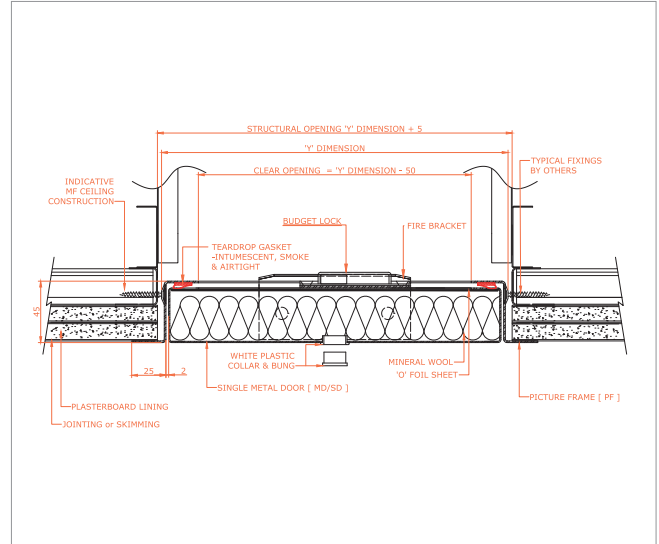 STRUCTURAL OPENING 'Y' DIMENSION + 5
'Y' DIMENSION
CLEAR OPENING = 'Y' DIMENSION - 50
TYPICAL FIXINGS
BY OTHERS
INDICATIVE
MF CEILING
CONSTRUCTION
BUDGET LOCK
FIRE BRACKET
TEARDROP GASKET
-INTUMESCENT, SMOKE
& AIRTIGHT
45
25
2
WHITE PLASTIC
COLLAR & BUNG
MINERAL WOOL
'O' FOIL SHEET
SINGLE METAL DOOR [ MD/SD ]
PICTURE FRAME [ PF ]
PLASTERBOARD LINING
JOINTING or SKIMMING